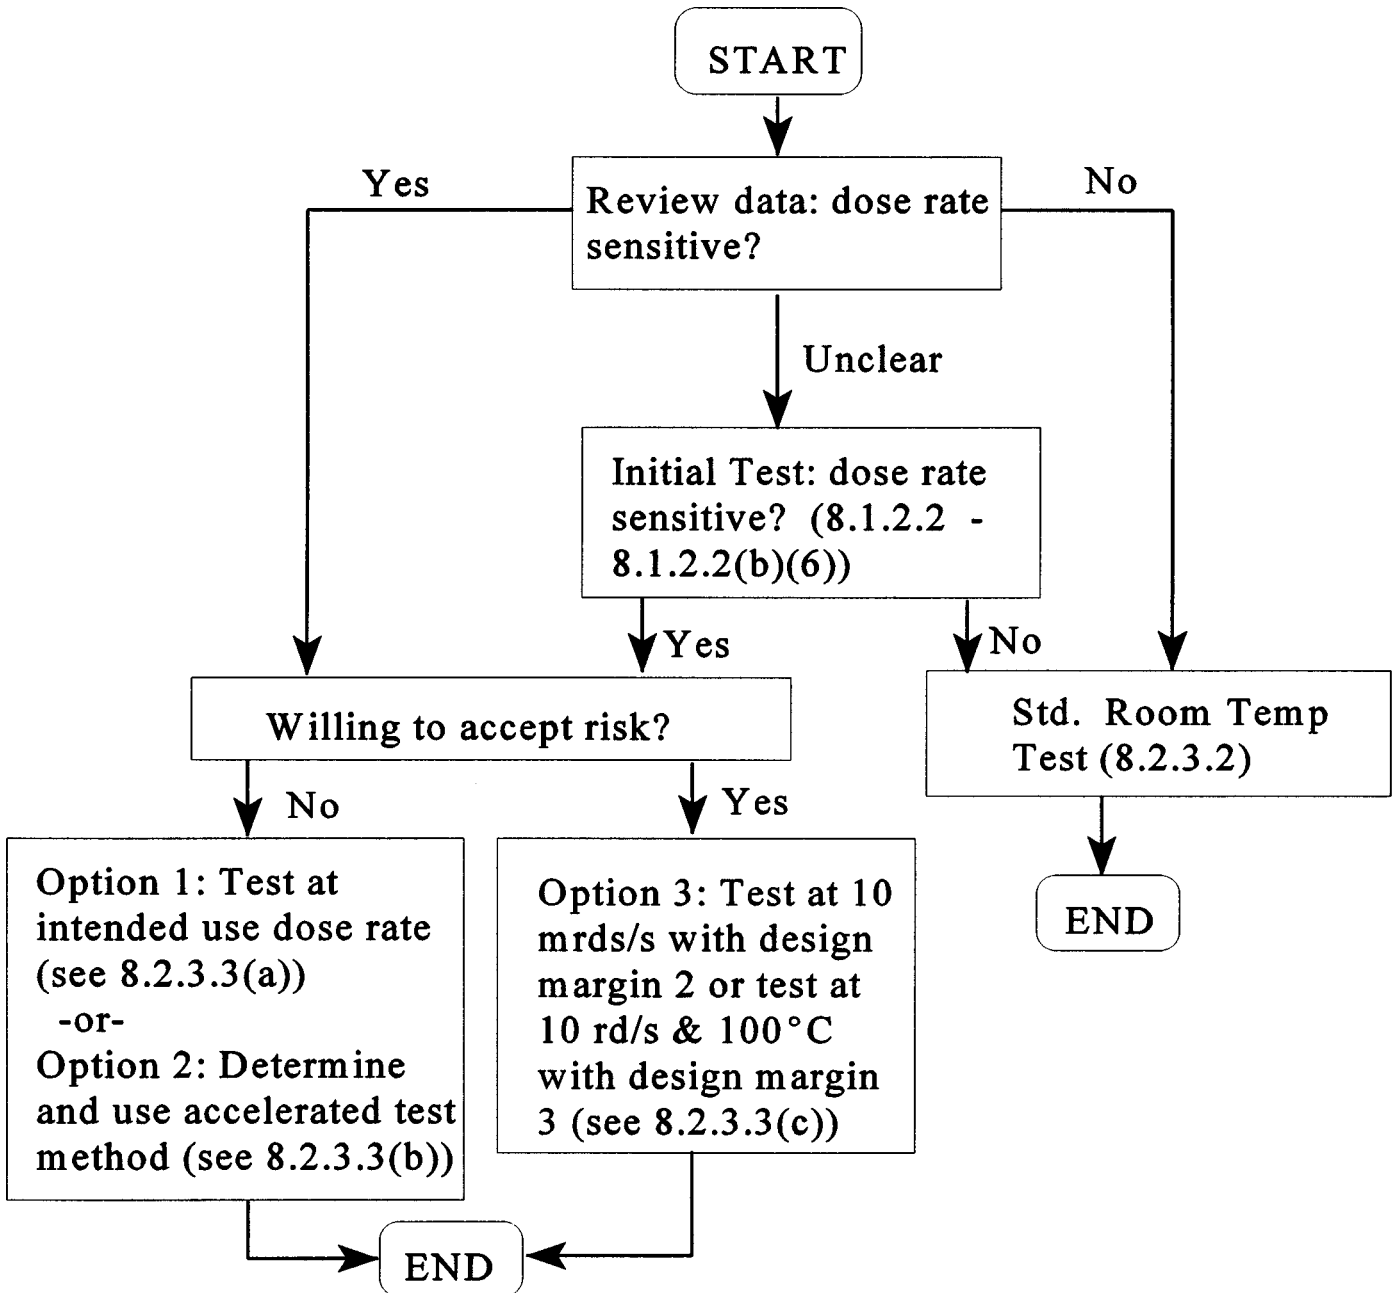 START
Yes
No
Review data: dose rate
sensitive?
Unclear
Initial Test: dose rate
sensitive? (8.1.2.2 -
8.1.2.2(b)(6))
Yes
No
Willing to accept risk?
Std. Room Temp
Test (8.2.3.2)
No
Yes
Option 1: Test at
intended use dose rate
(see 8.2.3.3(a))
-or-
Option 2: Determine
and use accelerated test
method (see 8.2.3.3(b))
Option 3: Test at 10
mrds/s with design
margin 2 or test at
10 rd/s & 100°C
with design margin
3 (see 8.2.3.3(c))
END
END